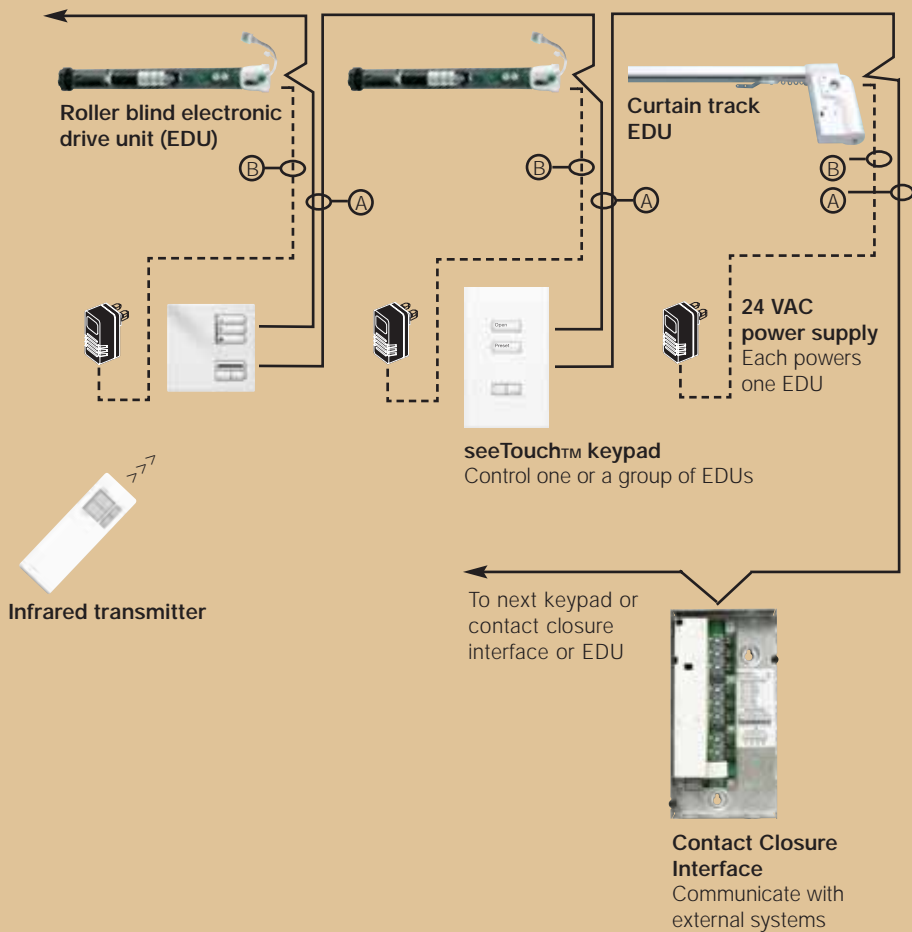 Roller blind electronic
drive unit (EDU)
Curtain track
EDU
B
A
B
A
B
A
Open
Preset
24 VAC
power supply
Each powers
one EDU
seeTouch™ keypad
Control one or a group of EDUs
Infrared transmitter
To next keypad or
contact closure
interface or EDU
Contact Closure
Interface
Communicate with
external systems